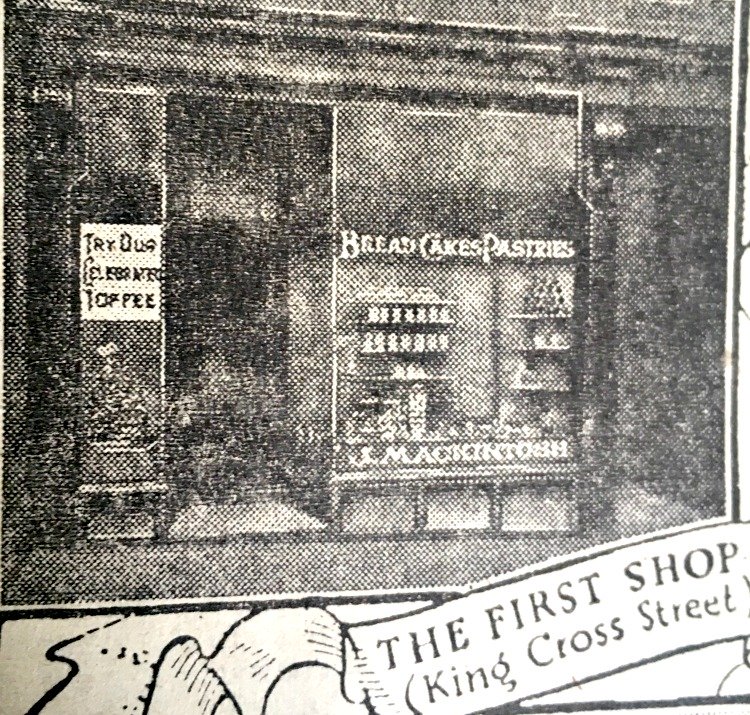 TRY OUR
CELEBRATED
TOFFEE
BREAD CAKES PASTRIES
J. MACKINTOSH
THE FIRST SHOP
(King Cross Street)